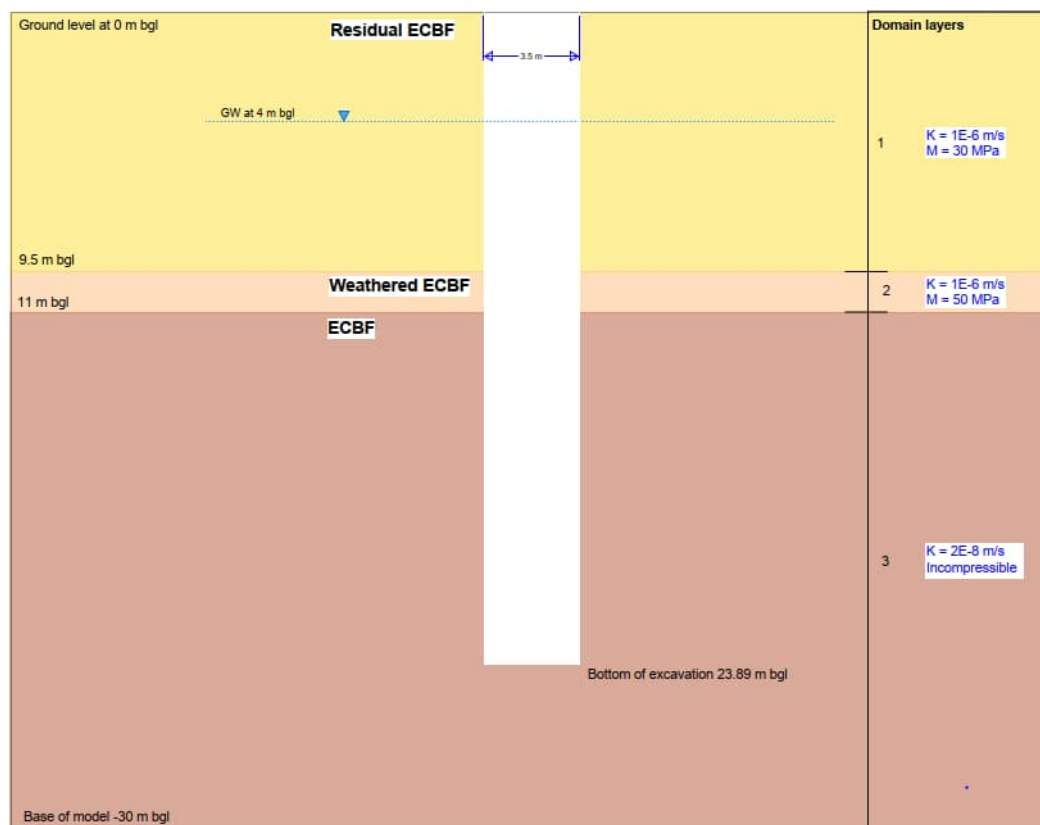 Ground level at 0 m bgl
Residual ECBF
Domain layers
3.5 m
GW at 4 m bgl
1
K = 1E-6 m/s
M = 30 MPa
9.5 m bgl
Weathered ECBF
2
K = 1E-6 m/s
M = 50 MPa
11 m bgl
ECBF
3
K = 2E-8 m/s
Incompressible
Bottom of excavation 23.89 m bgl
Base of model -30 m bgl